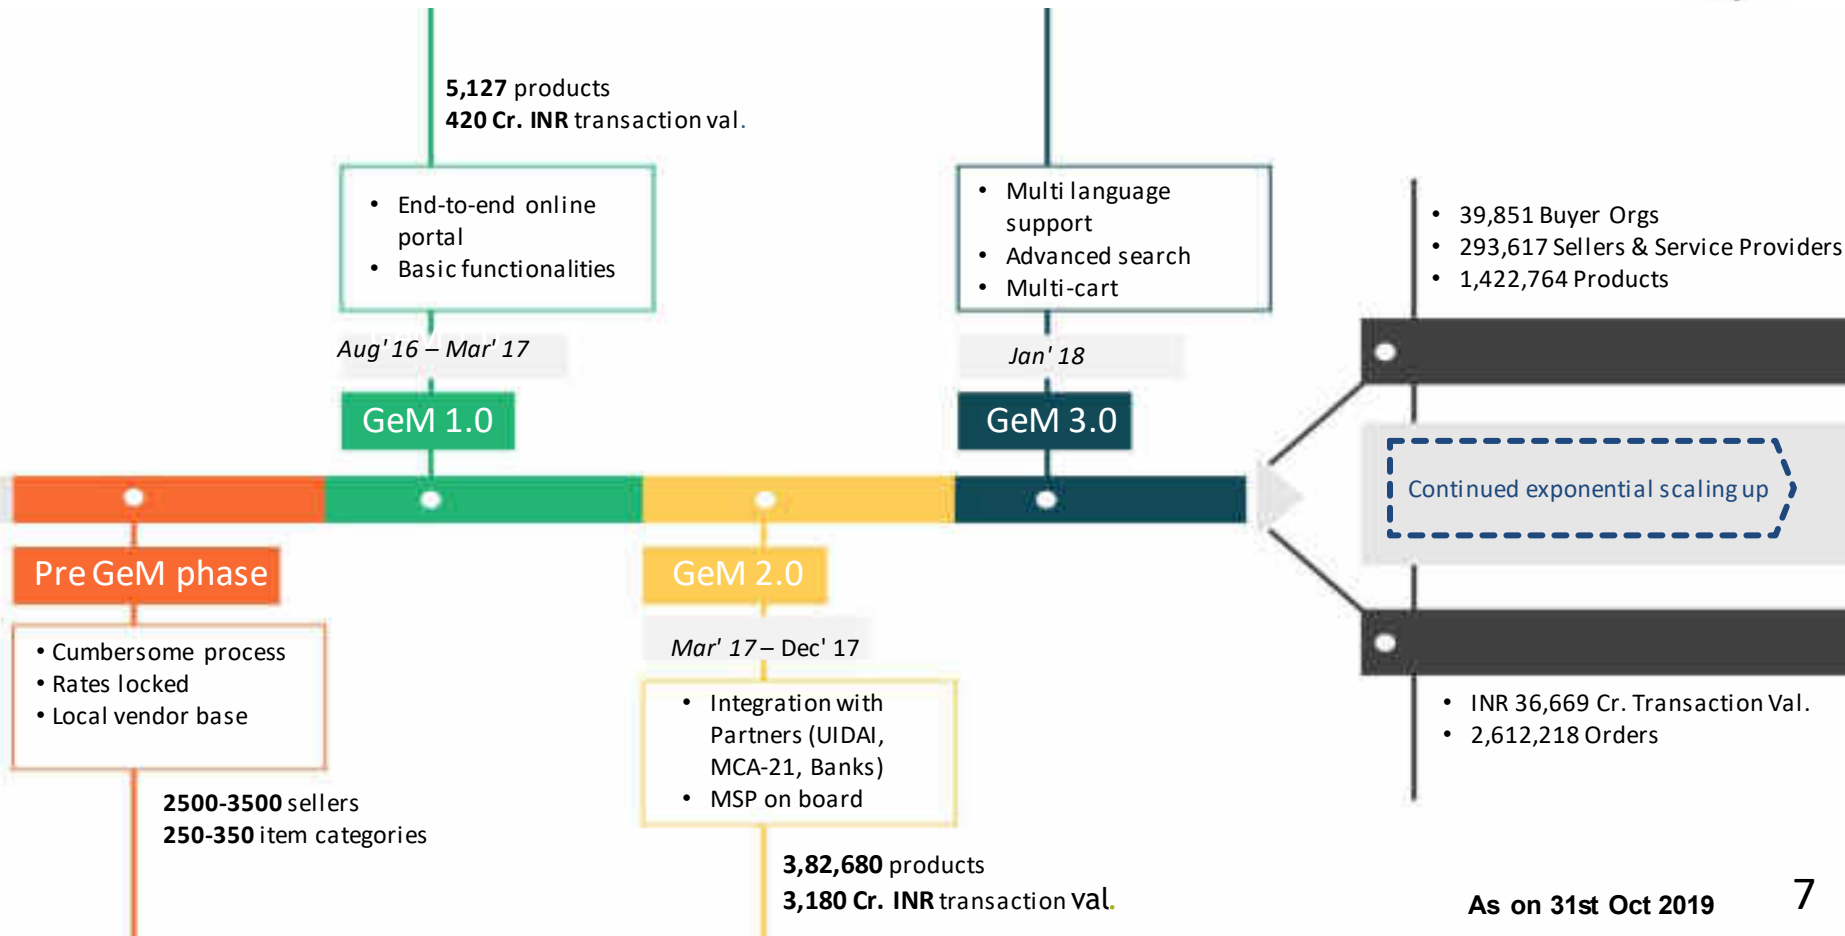 5,127 products
420 Cr. INR transaction val.
• End-to-end online
portal
• Basic functionalities
Aug' 16 – Mar' 17
GeM 1.0
• Multi language
support
• Advanced search
• Multi-cart
Jan' 18
GeM 3.0
• 39,851 Buyer Orgs
• 293,617 Sellers & Service Providers
• 1,422,764 Products
Continued exponential scaling up
Pre GeM phase
• Cumbersome process
• Rates locked
• Local vendor base
2500-3500 sellers
250-350 item categories
GeM 2.0
Mar' 17 – Dec' 17
• Integration with
Partners (UIDAI,
MCA-21, Banks)
• MSP on board
3,82,680 products
3,180 Cr. INR transaction val.
• INR 36,669 Cr. Transaction Val.
• 2,612,218 Orders
As on 31st Oct 2019
7